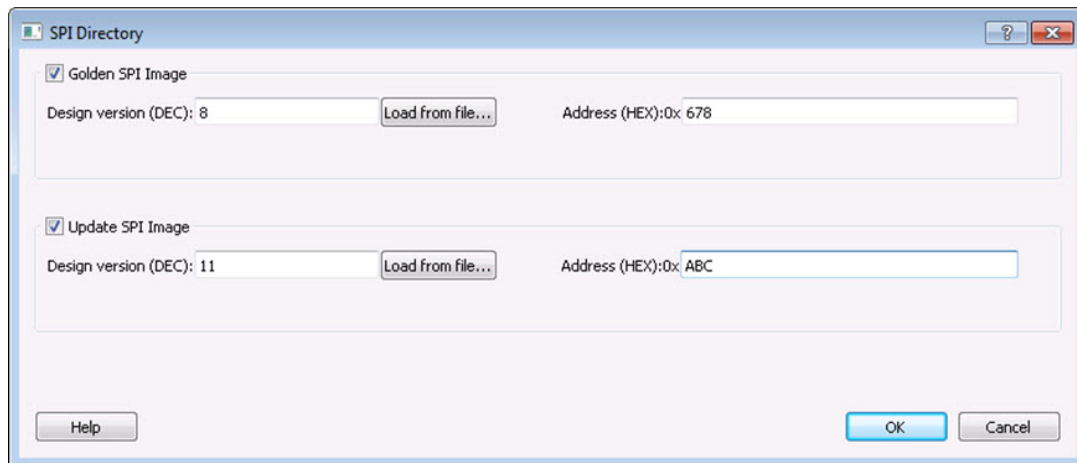 SPI Directory
Golden SPI Image
Design version (DEC): 8 Load from file... Address (HEX):0x 678
Update SPI Image
Design version (DEC): 11 Load from file... Address (HEX):0x ABC
Help OK Cancel